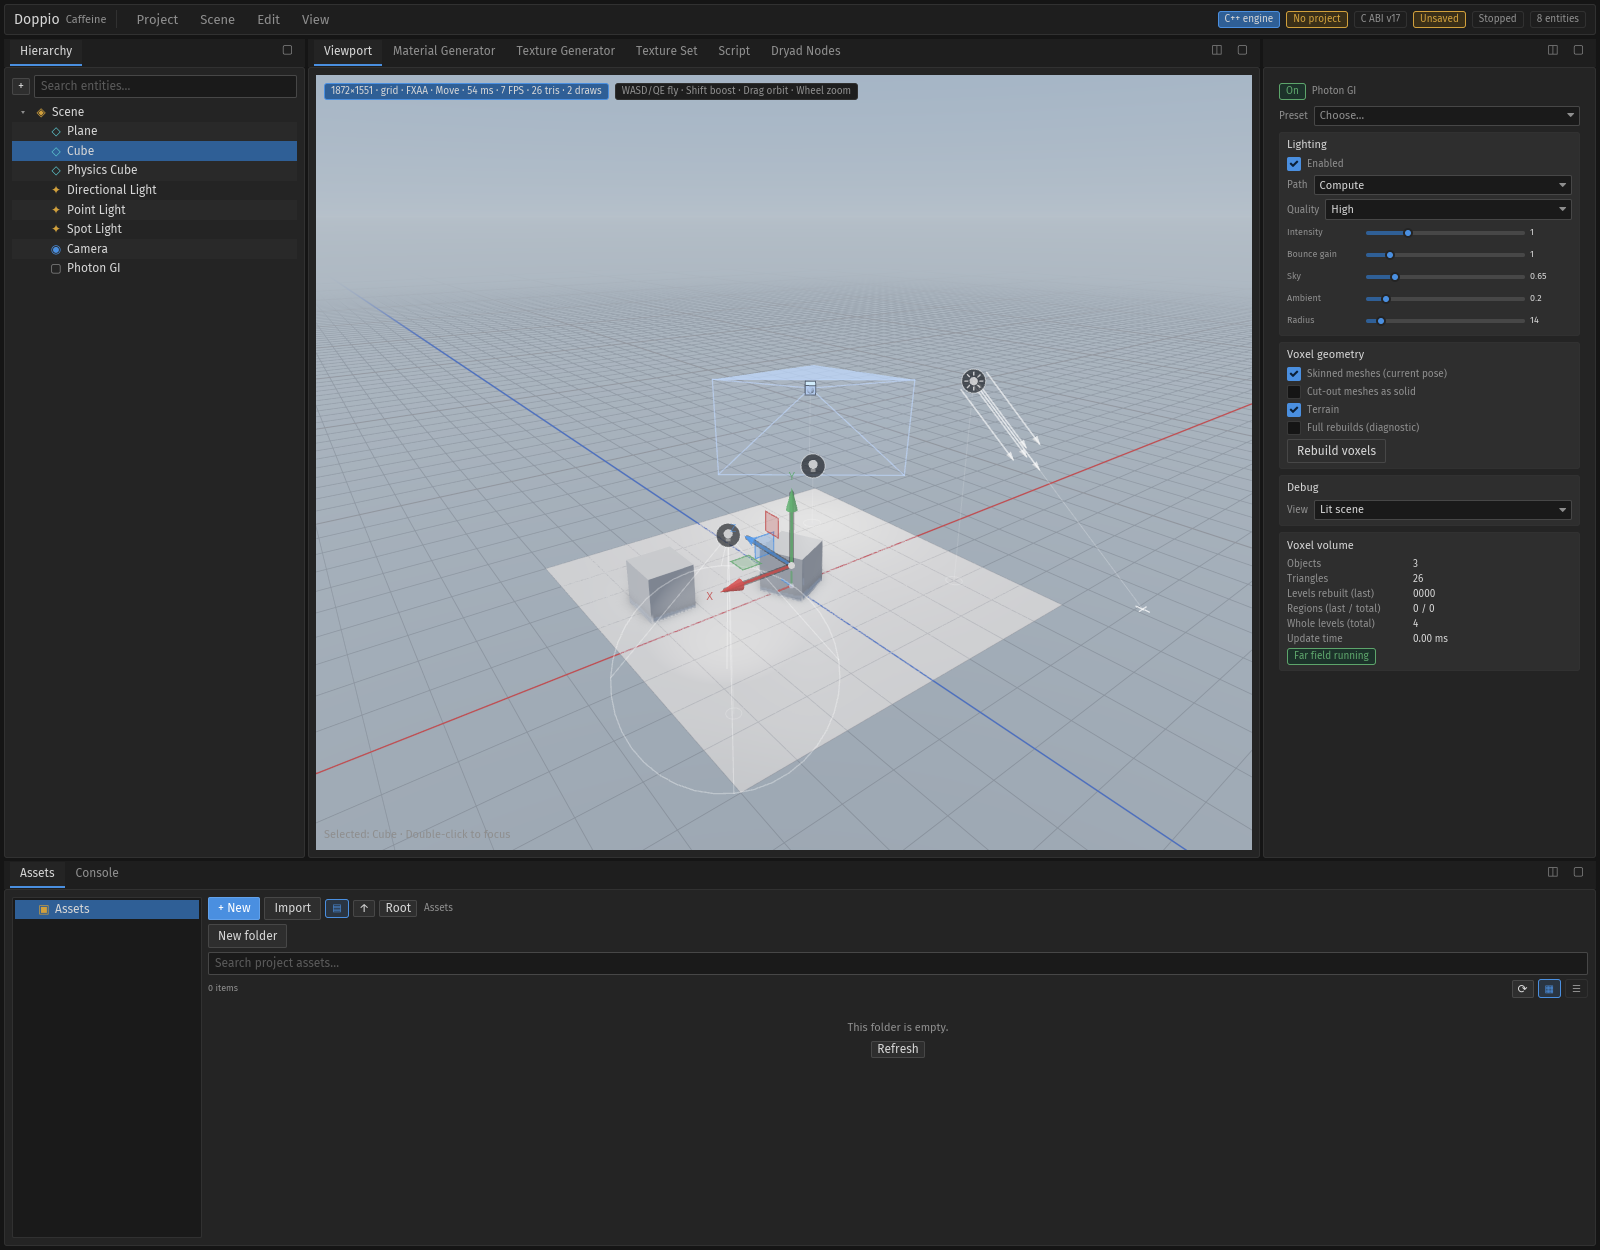 Doppio Caffeine Project Scene Edit View C++ engine No project C ABI v17 Unsaved Stopped 8 entities
Hierarchy
+ Search entities...
Scene
Plane
Cube
Physics Cube
Directional Light
Point Light
Spot Light
Camera
Photon GI
Viewport Material Generator Texture Generator Texture Set Script Dryad Nodes
1872×1551 · grid · FXAA · Move · 54 ms · 7 FPS · 26 tris · 2 draws WASD/QE fly · Shift boost · Drag orbit · Wheel zoom
Y
X
Selected: Cube · Double-click to focus
On Photon GI
Preset Choose...
Lighting
Enabled
Path Compute
Quality High
Intensity 1
Bounce gain 1
Sky 0.65
Ambient 0.2
Radius 14
Voxel geometry
Skinned meshes (current pose)
Cut-out meshes as solid
Terrain
Full rebuilds (diagnostic)
Rebuild voxels
Debug
View Lit scene
Voxel volume
Objects 3
Triangles 26
Levels rebuilt (last) 0000
Regions (last / total) 0 / 0
Whole levels (total) 4
Update time 0.00 ms
Far field running
Assets Console
Assets
+ New Import ↑ Root Assets
New folder
Search project assets...
0 items
This folder is empty.
Refresh